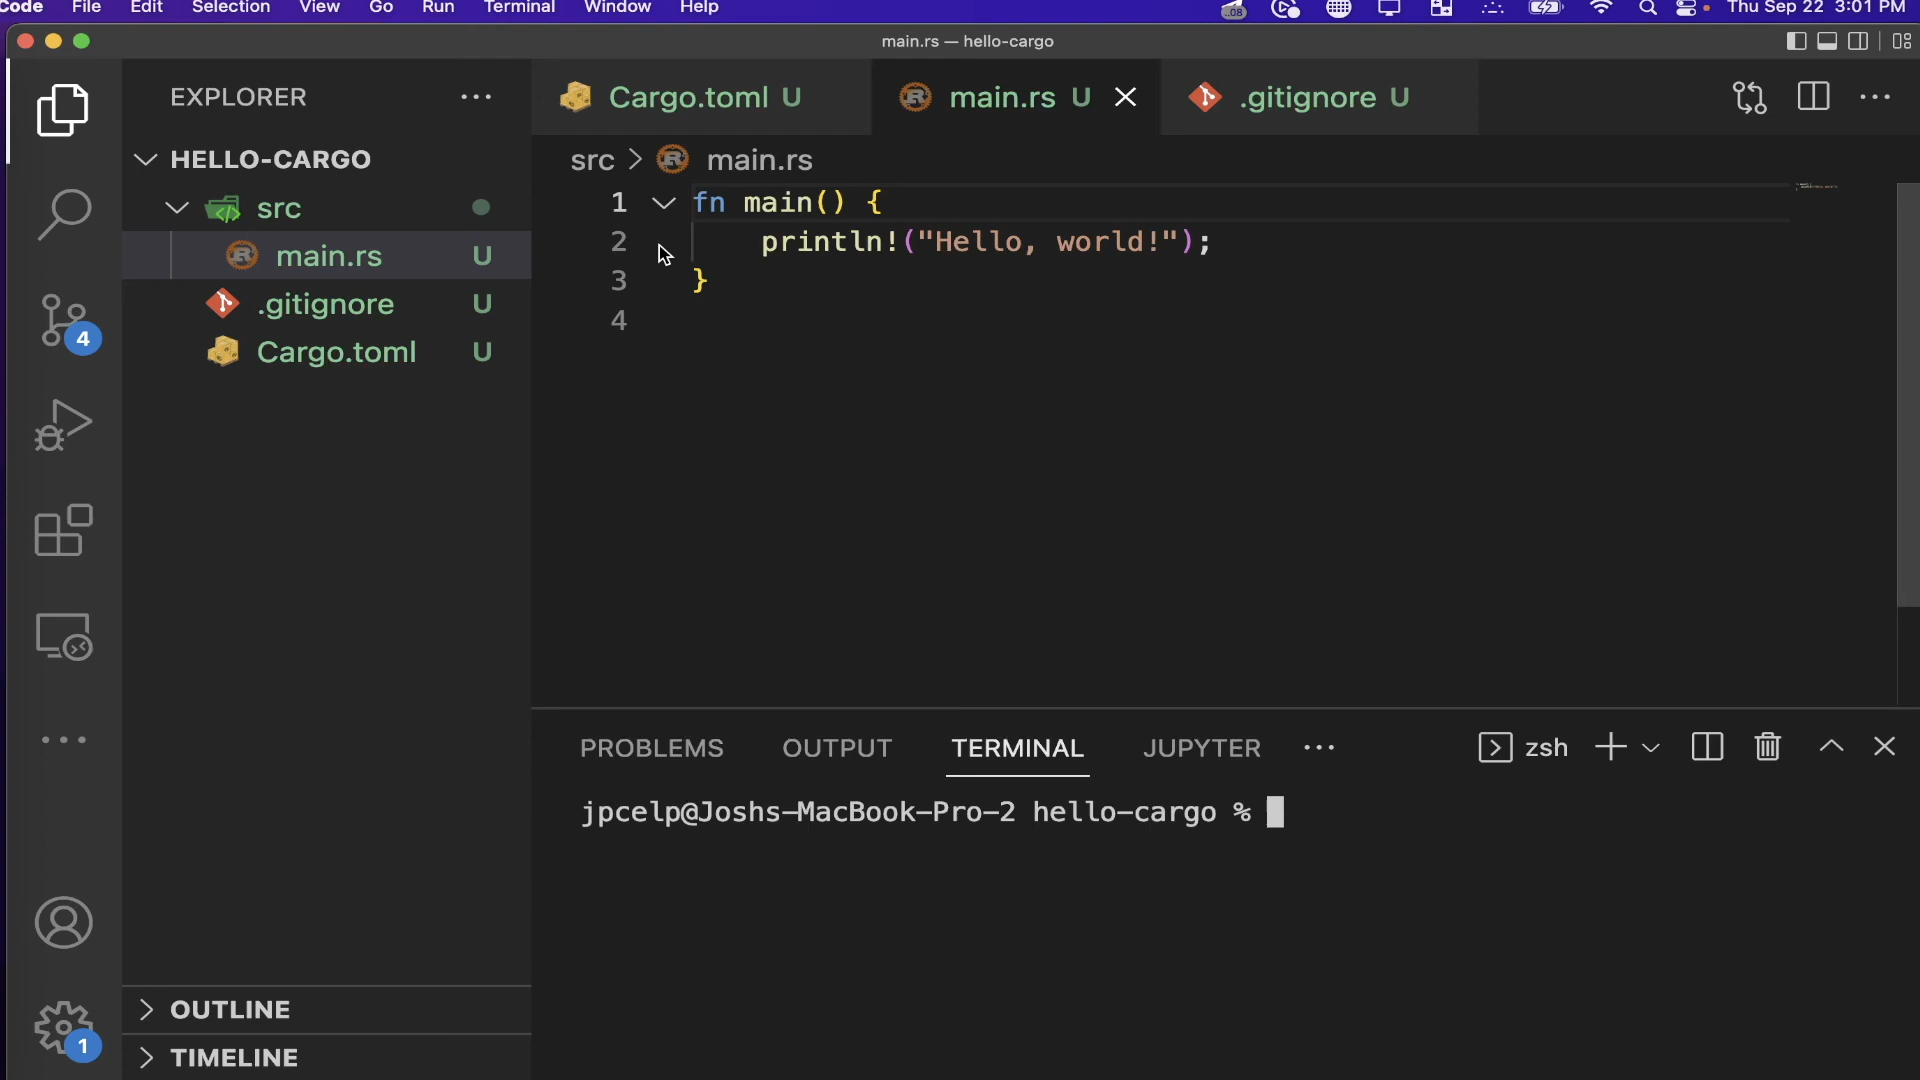 Code File Edit Selection View Go Run Terminal Window Help .08 Thu Sep 22 3:01 PM
main.rs — hello-cargo
EXPLORER
Cargo.toml U main.rs U .gitignore U
HELLO-CARGO
src > main.rs
src
main.rs U
.gitignore U
Cargo.toml U
1 fn main() {
2 println!("Hello, world!");
3 }
4
4
PROBLEMS OUTPUT TERMINAL JUPYTER zsh
jpcelp@Joshs-MacBook-Pro-2 hello-cargo %
OUTLINE
TIMELINE
1